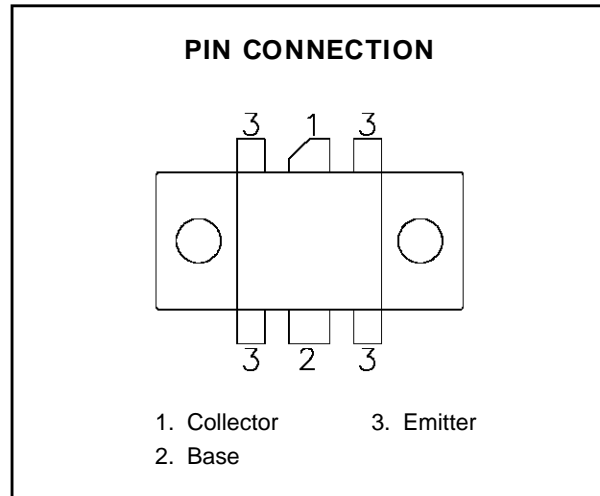 PIN CONNECTION
3 1 3
3 2 3
1. Collector 3. Emitter
2. Base